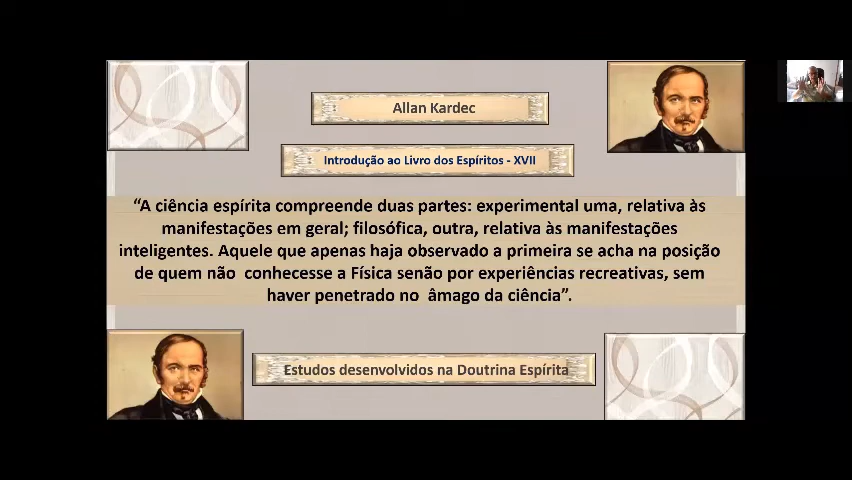 Allan Kardec
Introdução ao Livro dos Espíritos - XVII
“A ciência espírita compreende duas partes: experimental uma, relativa às
manifestações em geral; filosófica, outra, relativa às manifestações
inteligentes. Aquele que apenas haja observado a primeira se acha na posição
de quem não conhecesse a Física senão por experiências recreativas, sem
haver penetrado no âmago da ciência”.
Estudos desenvolvidos na Doutrina Espírita